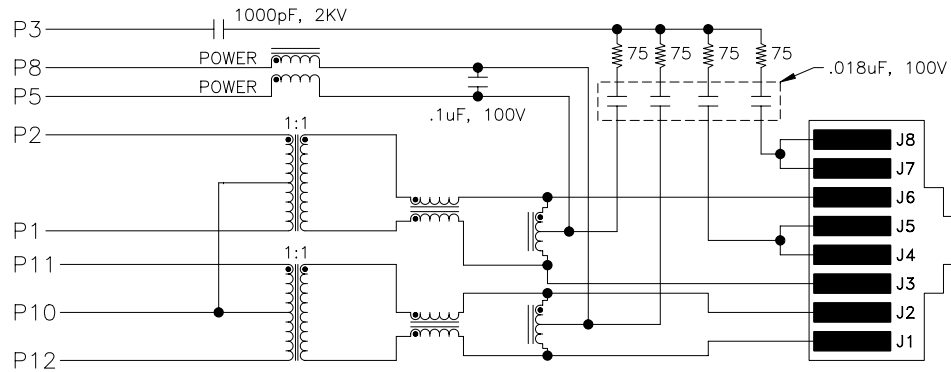 P3
1000pF, 2KV
75 75 75 75
P8
POWER
.018uF, 100V
P5
POWER
.1uF, 100V
P2
1:1
J8
J7
J6
P1
J5
1:1
J4
P11
J3
P10
J2
J1
P12